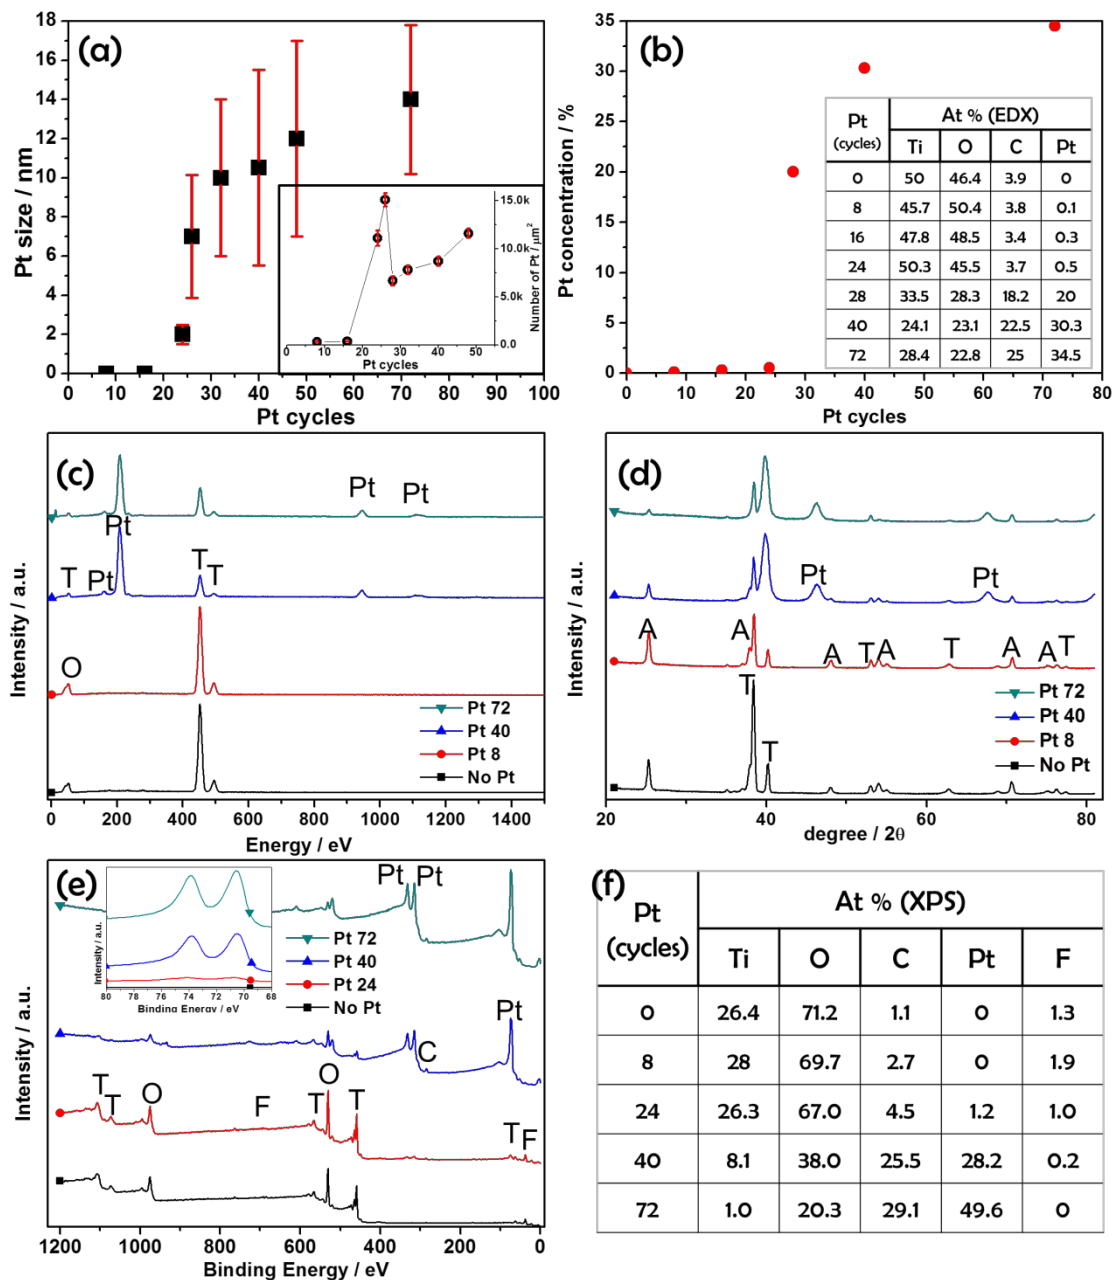 (a)
Pt size / nm
18
16
14
12
10
8
6
4
2
0
0 10 20 30 40 50 60 70 80 90 100
Pt cycles
15.0k
10.0k
5.0k
0.0
Number of Pt / μm²
0 10 20 30 40 50
Pt cycles
(b)
Pt concentration / %
35
30
25
20
15
10
5
0
0 10 20 30 40 50 60 70 80
Pt cycles
Pt (cycles) At % (EDX)
Ti O C Pt
0 50 46.4 3.9 0
8 45.7 50.4 3.8 0.1
16 47.8 48.5 3.4 0.3
24 50.3 45.5 3.7 0.5
28 33.5 28.3 18.2 20
40 24.1 23.1 22.5 30.3
72 28.4 22.8 25 34.5
(c)
Intensity / a.u.
Pt Pt
Pt
T Pt T T
O
Pt 72
Pt 40
Pt 8
No Pt
0 200 400 600 800 1000 1200 1400
Energy / eV
(d)
Intensity / a.u.
Pt Pt
A A A T A T A A T
T T
Pt 72
Pt 40
Pt 8
No Pt
20 40 60 80
degree / 2θ
(e)
Intensity / a.u.
Intensity / a.u.
80 78 76 74 72 70 68
Binding Energy / eV
Pt 72
Pt 40
Pt 24
No Pt
Pt Pt
Pt
C
T T O F T O T T F
1200 1000 800 600 400 200 0
Binding Energy / eV
(f)
Pt (cycles) At % (XPS)
Ti O C Pt F
0 26.4 71.2 1.1 0 1.3
8 28 69.7 2.7 0 1.9
24 26.3 67.0 4.5 1.2 1.0
40 8.1 38.0 25.5 28.2 0.2
72 1.0 20.3 29.1 49.6 0